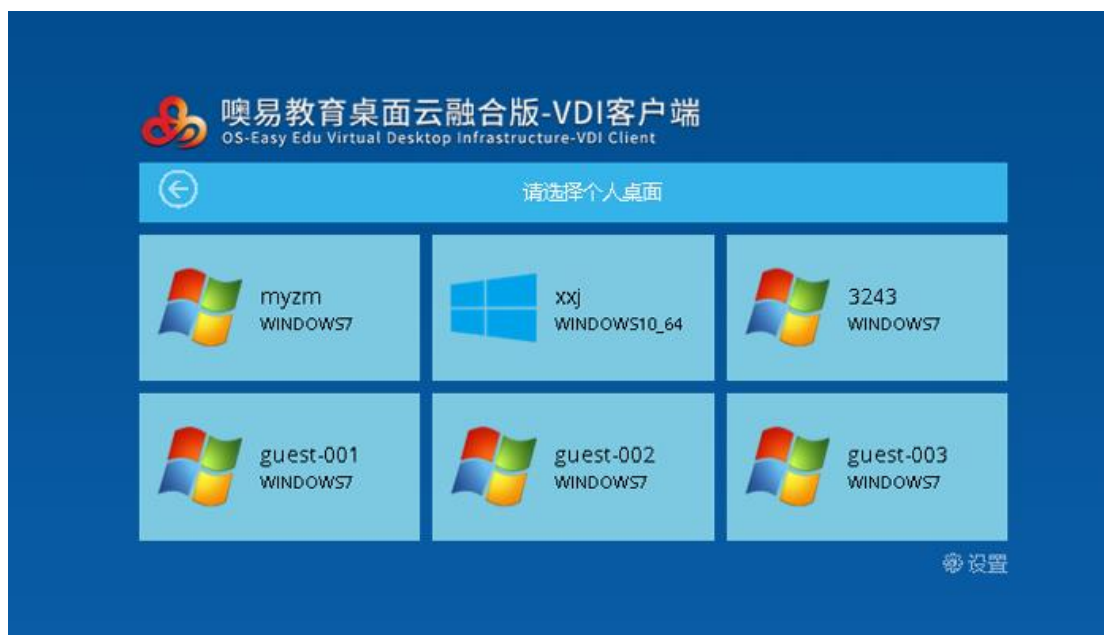 噢易教育桌面云融合版-VDI客户端
OS-Easy Edu Virtual Desktop Infrastructure-VDI Client
请选择个人桌面
myzm
WINDOWS7
xxj
WINDOWS10_64
3243
WINDOWS7
guest-001
WINDOWS7
guest-002
WINDOWS7
guest-003
WINDOWS7
设置